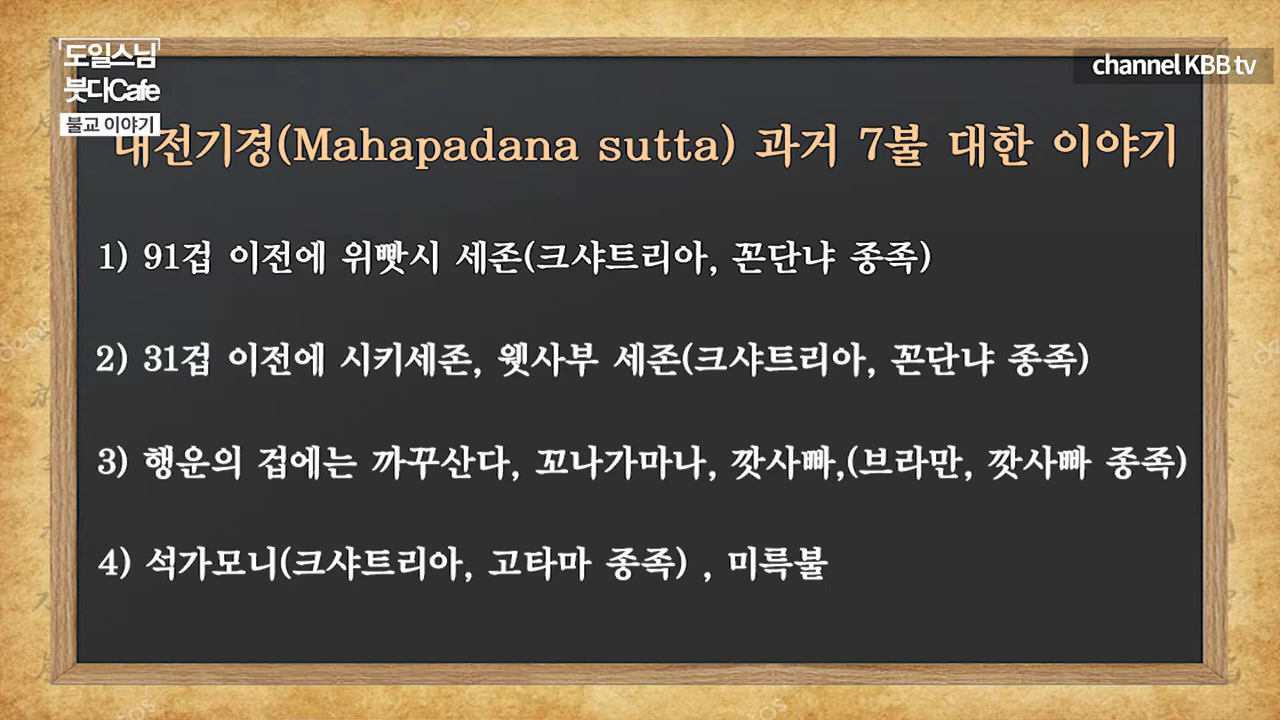 도일스님
붓다Cafe
불교 이야기
channel KBB tv
대전기경(Mahapadana sutta) 과거 7불 대한 이야기
1) 91겁 이전에 위빳시 세존(크샤트리아, 꼰단냐 종족)
2) 31겁 이전에 시키세존, 웻사부 세존(크샤트리아, 꼰단냐 종족)
3) 행운의 겁에는 까꾸산다, 꼬나가마나, 깟사빠,(브라만, 깟사빠 종족)
4) 석가모니(크샤트리아, 고타마 종족) , 미륵불